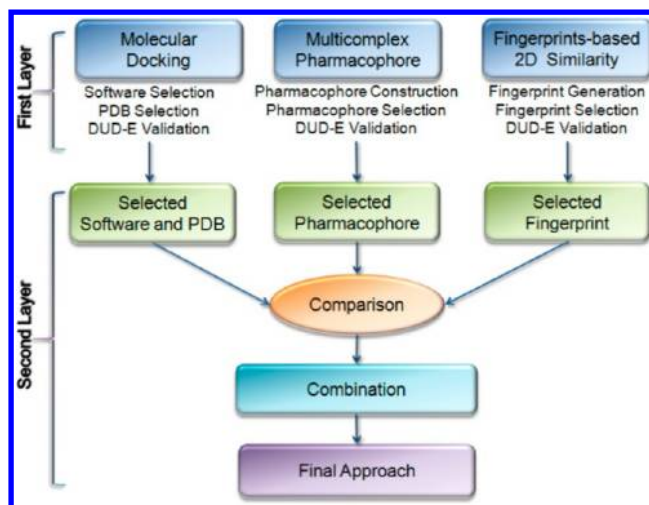 First Layer
Molecular
Docking
Software Selection
PDB Selection
DUD-E Validation
Multicomplex
Pharmacophore
Pharmacophore Construction
Pharmacophore Selection
DUD-E Validation
Fingerprints-based
2D Similarity
Fingerprint Generation
Fingerprint Selection
DUD-E Validation
Second Layer
Selected
Software and PDB
Selected
Pharmacophore
Selected
Fingerprint
Comparison
Combination
Final Approach